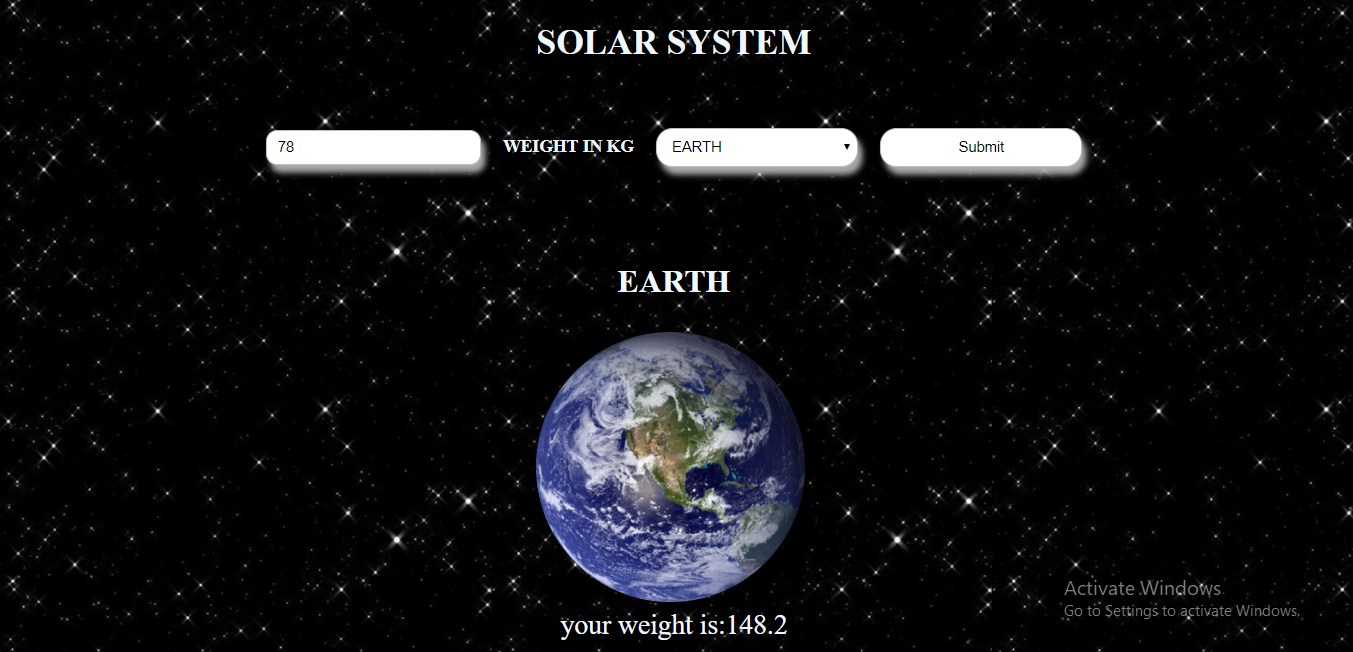 SOLAR SYSTEM
78 WEIGHT IN KG EARTH Submit
EARTH
your weight is:148.2
Activate Windows
Go to Settings to activate Windows.